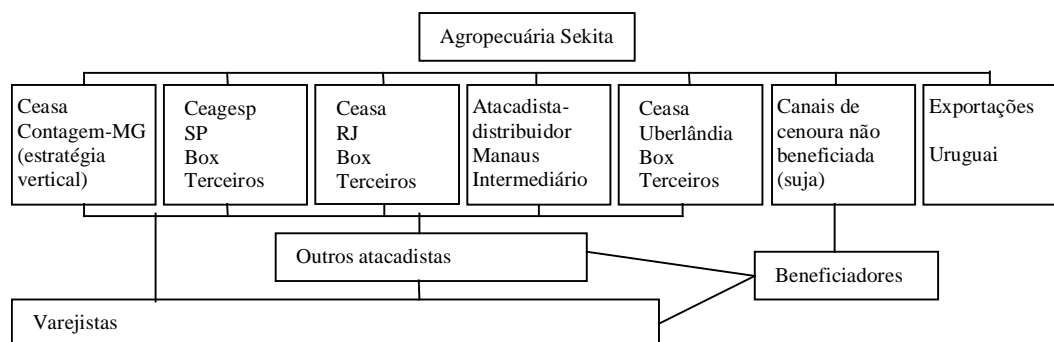 Agropecuária Sekita
Ceasa
Contagem-MG
(estratégia
vertical)
Ceagesp
SP
Box
Terceiros
Ceasa
RJ
Box
Terceiros
Atacadista-
distribuidor
Manaus
Intermediário
Ceasa
Uberlândia
Box
Terceiros
Canais de
cenoura não
beneficiada
(suja)
Exportações
Uruguai
Outros atacadistas
Beneficiadores
Varejistas